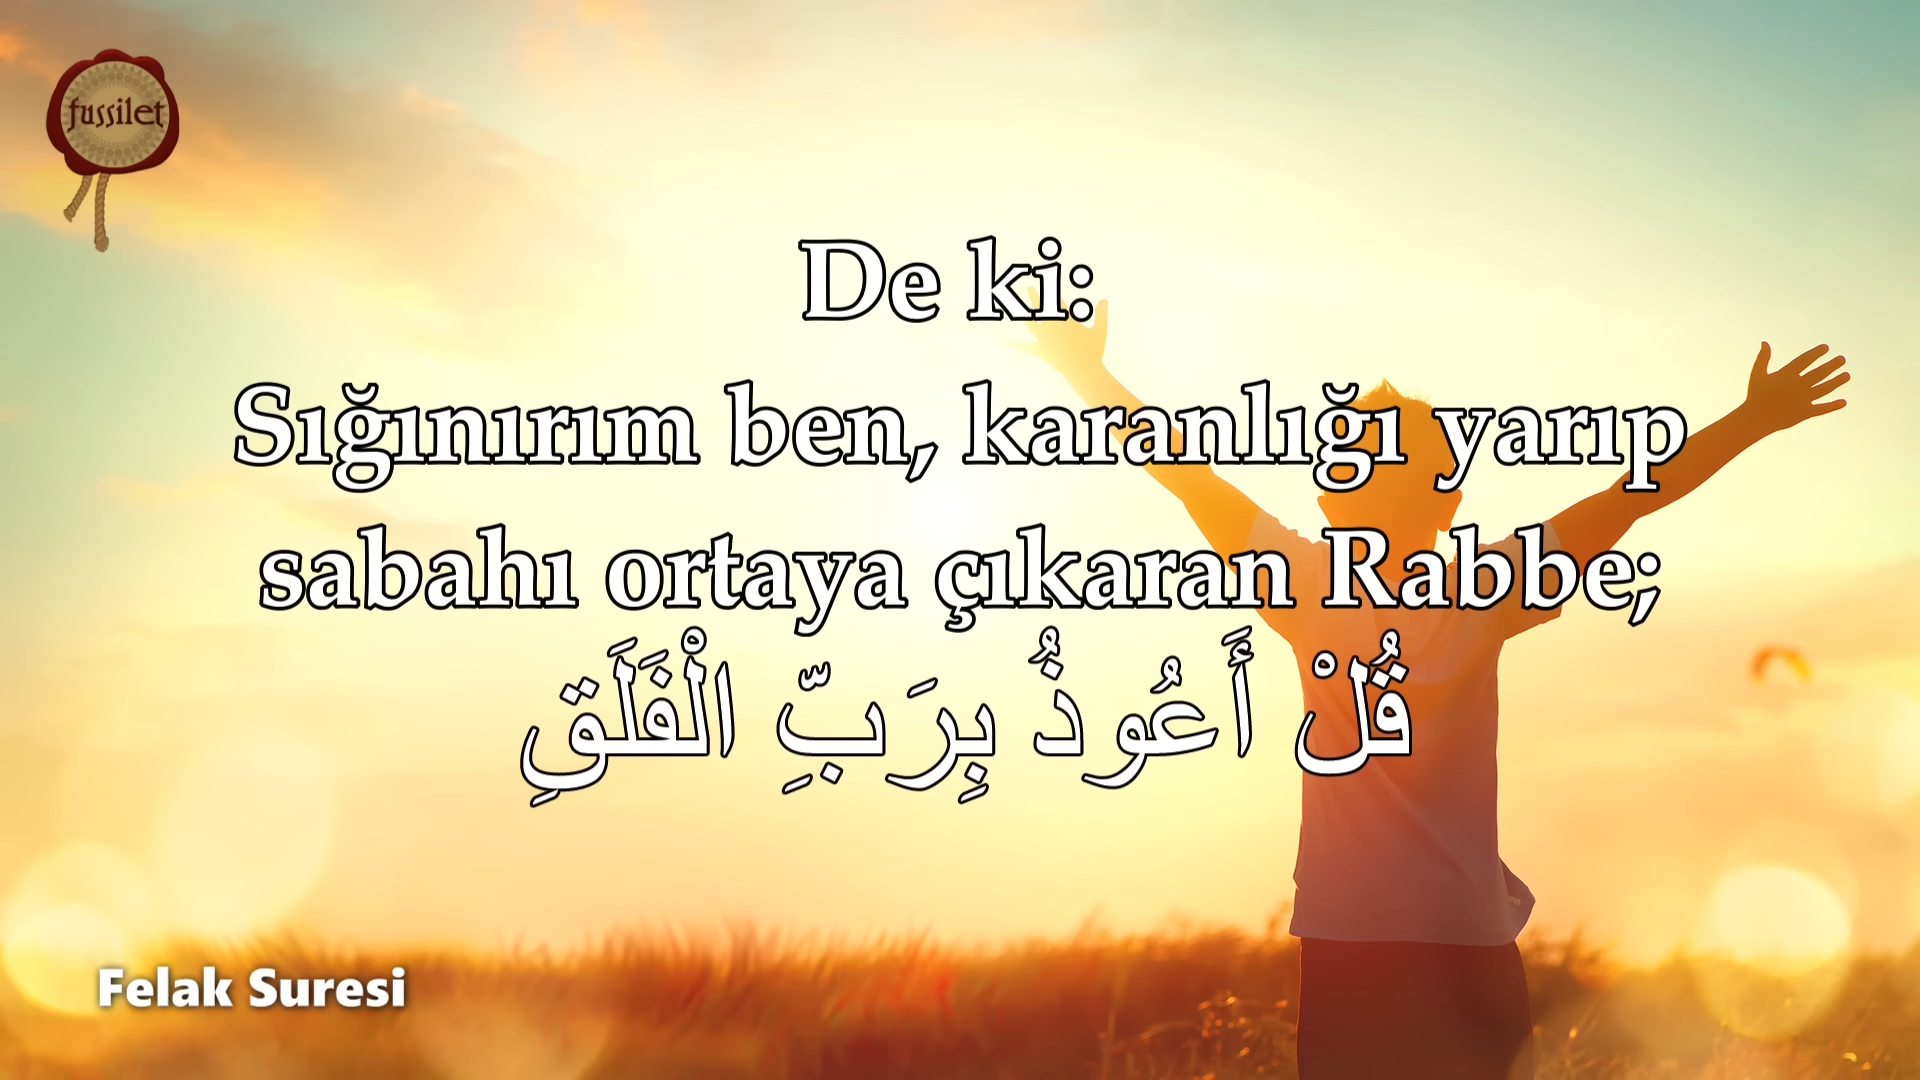 fussilet
De ki:
Sığınırım ben, karanlığı yarıp
sabahı ortaya çıkaran Rabbe;
قُلْ أَعُوذُ بِرَبِّ الْفَلَقِ
Felak Suresi